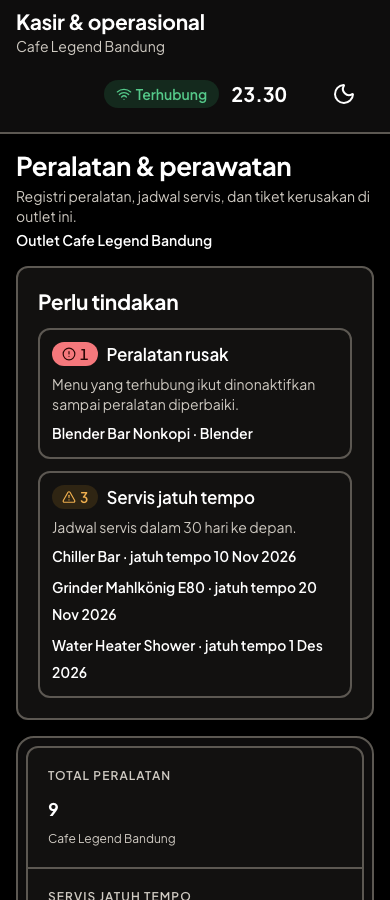 Kasir & operasional
Cafe Legend Bandung
Terhubung 23.30
Peralatan & perawatan
Registri peralatan, jadwal servis, dan tiket kerusakan di
outlet ini.
Outlet Cafe Legend Bandung
Perlu tindakan
1 Peralatan rusak
Menu yang terhubung ikut dinonaktifkan
sampai peralatan diperbaiki.
Blender Bar Nonkopi · Blender
3 Servis jatuh tempo
Jadwal servis dalam 30 hari ke depan.
Chiller Bar · jatuh tempo 10 Nov 2026
Grinder Mahlkönig E80 · jatuh tempo 20
Nov 2026
Water Heater Shower · jatuh tempo 1 Des
2026
TOTAL PERALATAN
9
Cafe Legend Bandung
SERVIS JATUH TEMPO